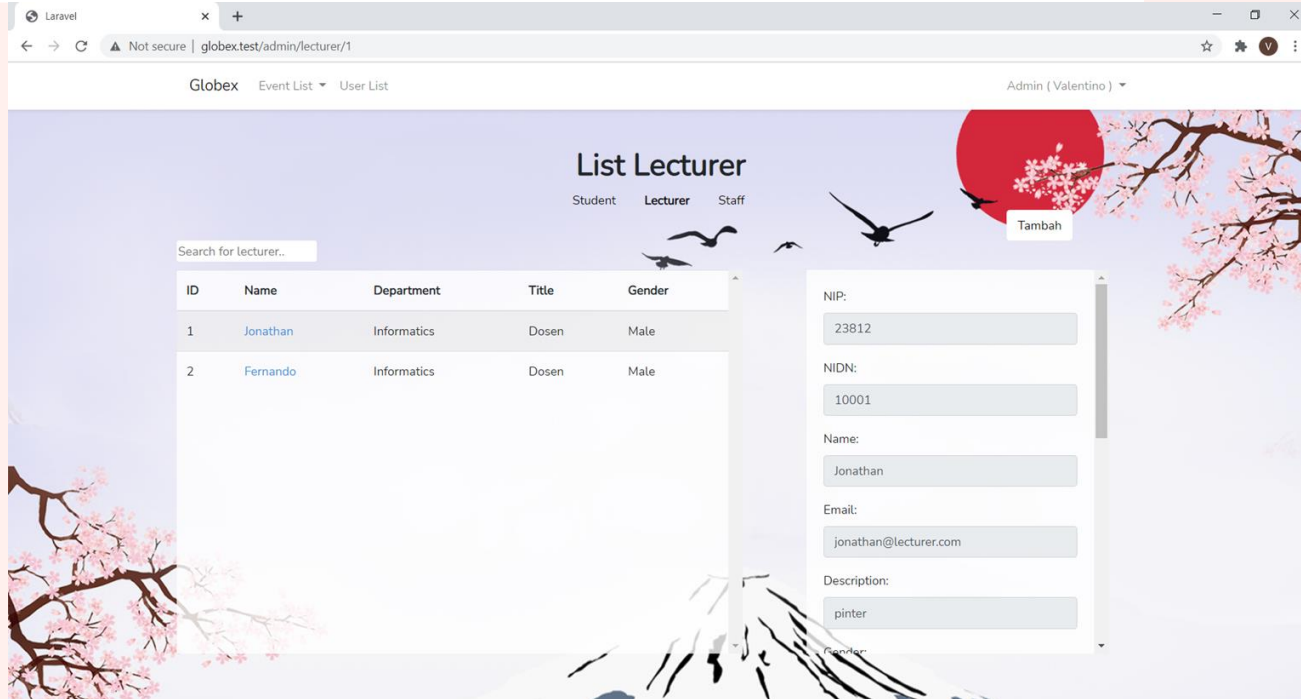 Laravel
Not secure | globex.test/admin/lecturer/1
V
Globex Event List User List Admin ( Valentino )
List Lecturer
Student Lecturer Staff
Tambah
Search for lecturer..
ID Name Department Title Gender
1 Jonathan Informatics Dosen Male
2 Fernando Informatics Dosen Male
NIP:
23812
NIDN:
10001
Name:
Jonathan
Email:
jonathan@lecturer.com
Description:
pinter
Gender: